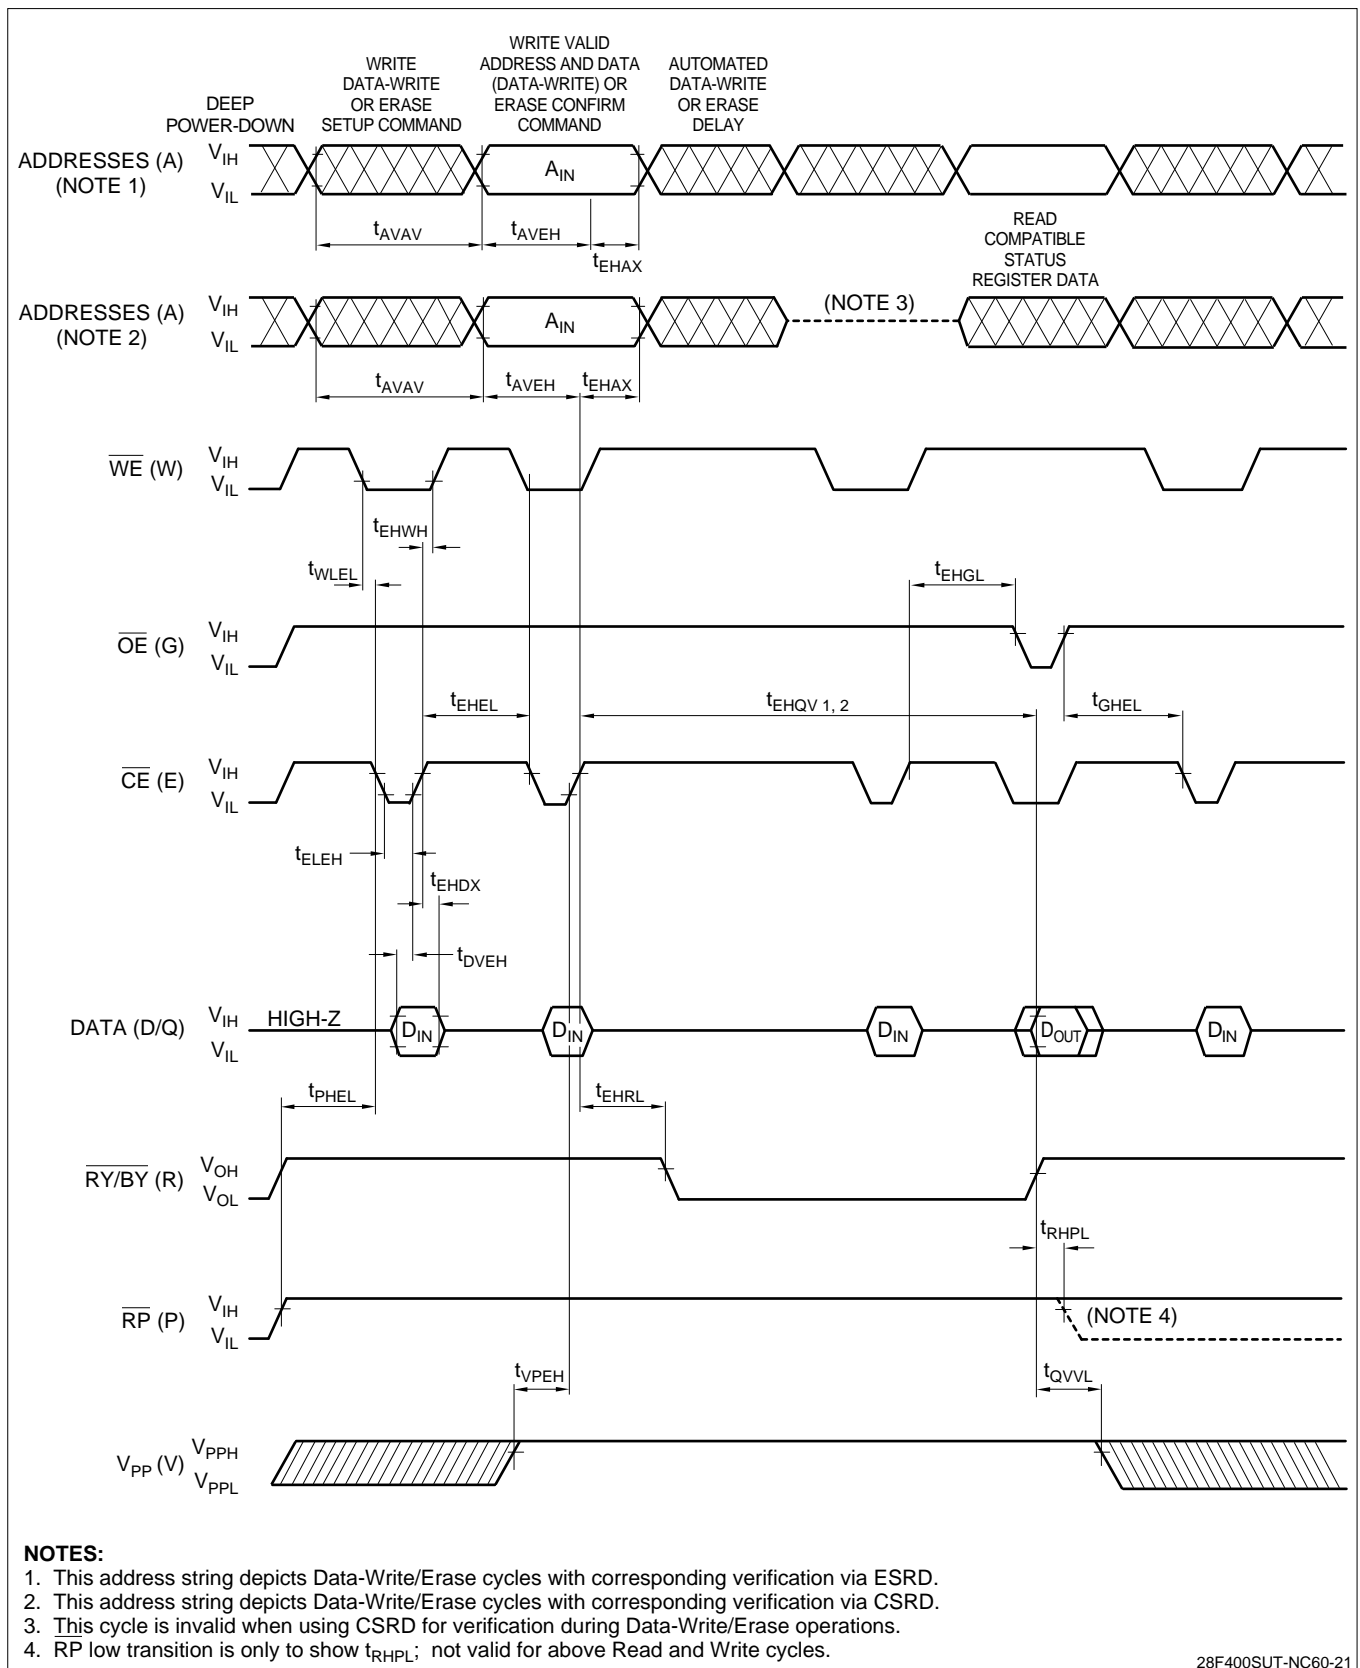 DEEP
POWER-DOWN
WRITE
DATA-WRITE
OR ERASE
SETUP COMMAND
WRITE VALID
ADDRESS AND DATA
(DATA-WRITE) OR
ERASE CONFIRM
COMMAND
AUTOMATED
DATA-WRITE
OR ERASE
DELAY
ADDRESSES (A)
(NOTE 1)
VIH
VIL
AIN
tAVAV
tAVEH
tEHAX
READ
COMPATIBLE
STATUS
REGISTER DATA
ADDRESSES (A)
(NOTE 2)
VIH
VIL
AIN
(NOTE 3)
tAVAV
tAVEH
tEHAX
WE (W)
VIH
VIL
tEHWH
tWLEL
tEHGL
OE (G)
VIH
VIL
tEHEL
tEHQV 1, 2
tGHEL
CE (E)
VIH
VIL
tELEH
tEHDX
tDVEH
DATA (D/Q)
VIH
VIL
HIGH-Z
DIN
DIN
DIN
DOUT
DIN
tPHEL
tEHRL
RY/BY (R)
VOH
VOL
tRHPL
RP (P)
VIH
VIL
(NOTE 4)
tVPEH
tQVVL
VPP (V)
VPPH
VPPL
NOTES:
1. This address string depicts Data-Write/Erase cycles with corresponding verification via ESRD.
2. This address string depicts Data-Write/Erase cycles with corresponding verification via CSRD.
3. This cycle is invalid when using CSRD for verification during Data-Write/Erase operations.
4. RP low transition is only to show tRHPL; not valid for above Read and Write cycles.
28F400SUT-NC60-21